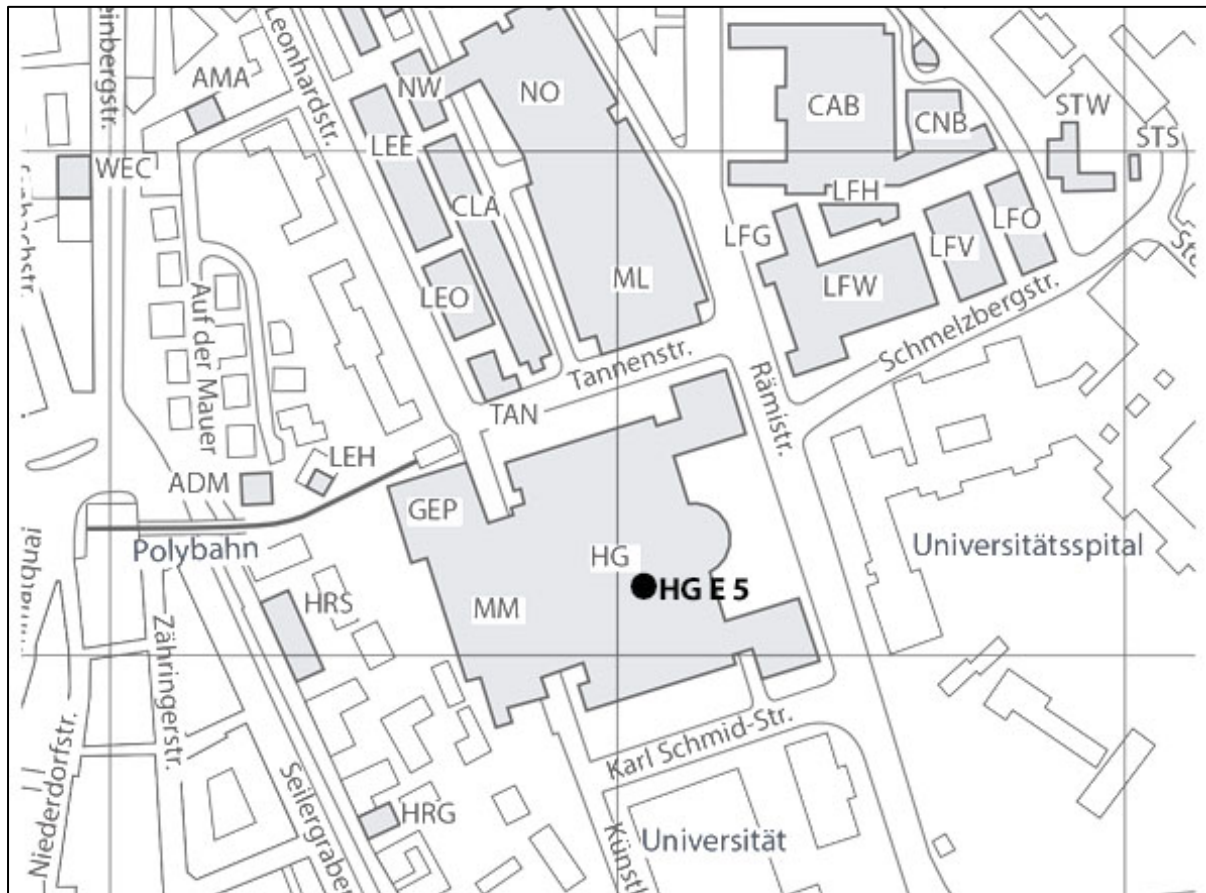 einbergstr.
Leonhardstr.
AMA
NW
NO
CAB
CNB
STW
STS
WEC
LEE
CLA
LFH
LFO
LFG
LFV
LEO
ML
LFW
Auf der Mauer
Tannenstr.
Schmelzbergstr.
Rämistr.
TAN
LEH
ADM
GEP
Polybahn
HG
Universitätsspital
HG E 5
HRS
MM
Zähringerstr.
Niederdorfstr.
Karl Schmid-Str.
Seilergraben
HRG
Universität
Künstl